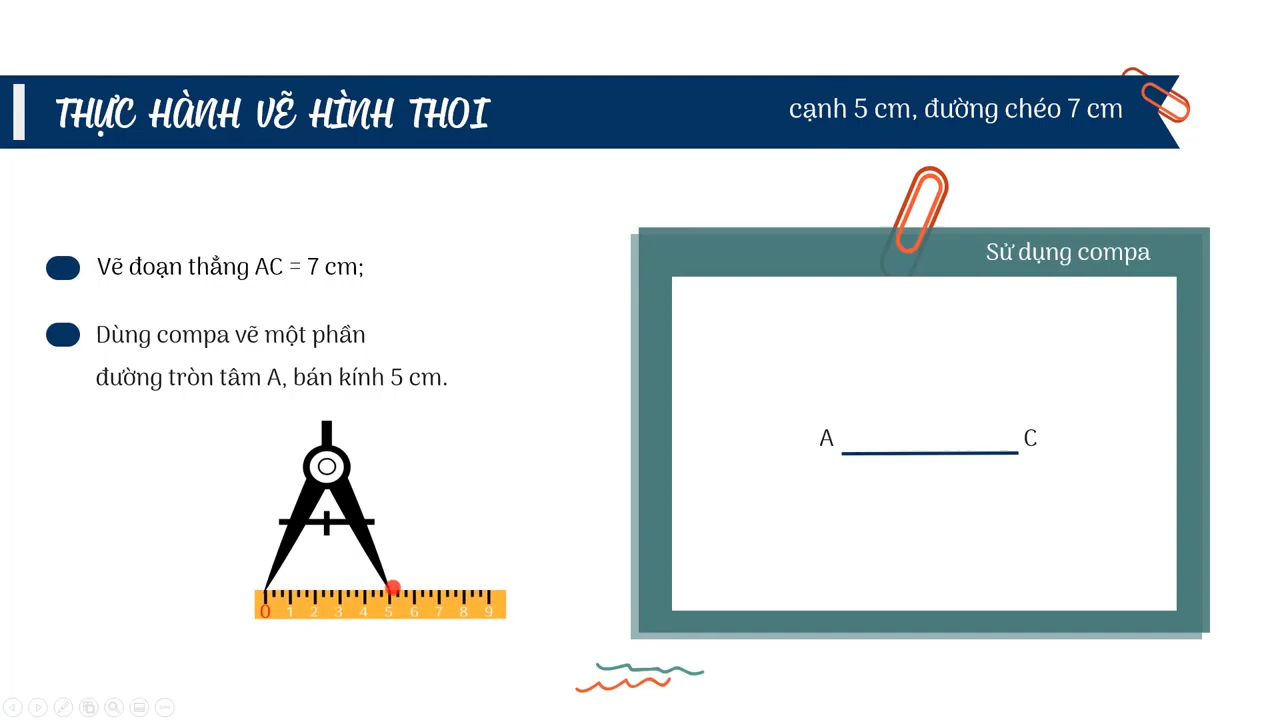 THỰC HÀNH VẼ HÌNH THOI
cạnh 5 cm, đường chéo 7 cm
Vẽ đoạn thẳng AC = 7 cm;
Dùng compa vẽ một phần
đường tròn tâm A, bán kính 5 cm.
0 1 2 3 4 5 6 7 8 9
Sử dụng compa
A C